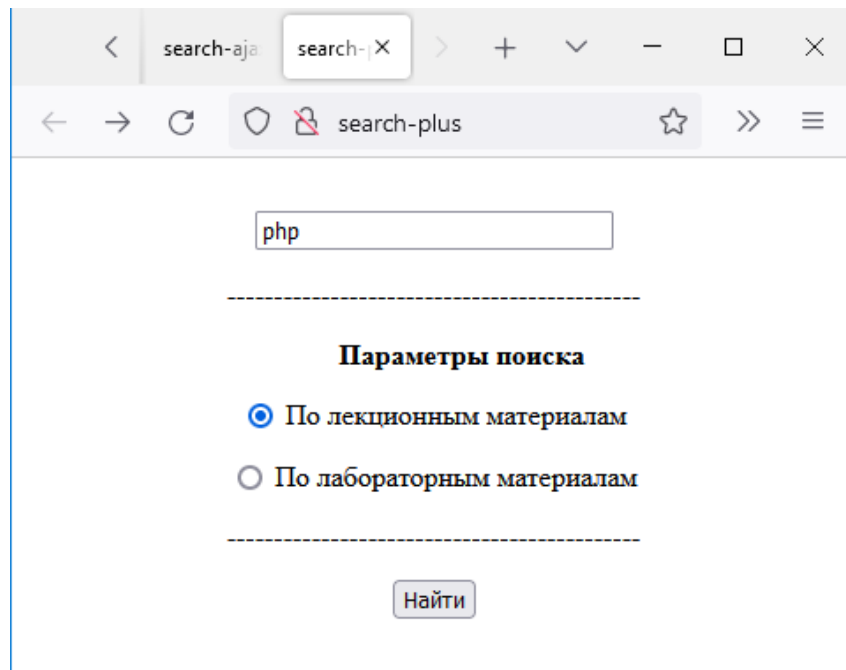 search-aja
search-
search-plus
php
--------------------------------------------
Параметры поиска
По лекционным материалам
По лабораторным материалам
--------------------------------------------
Найти